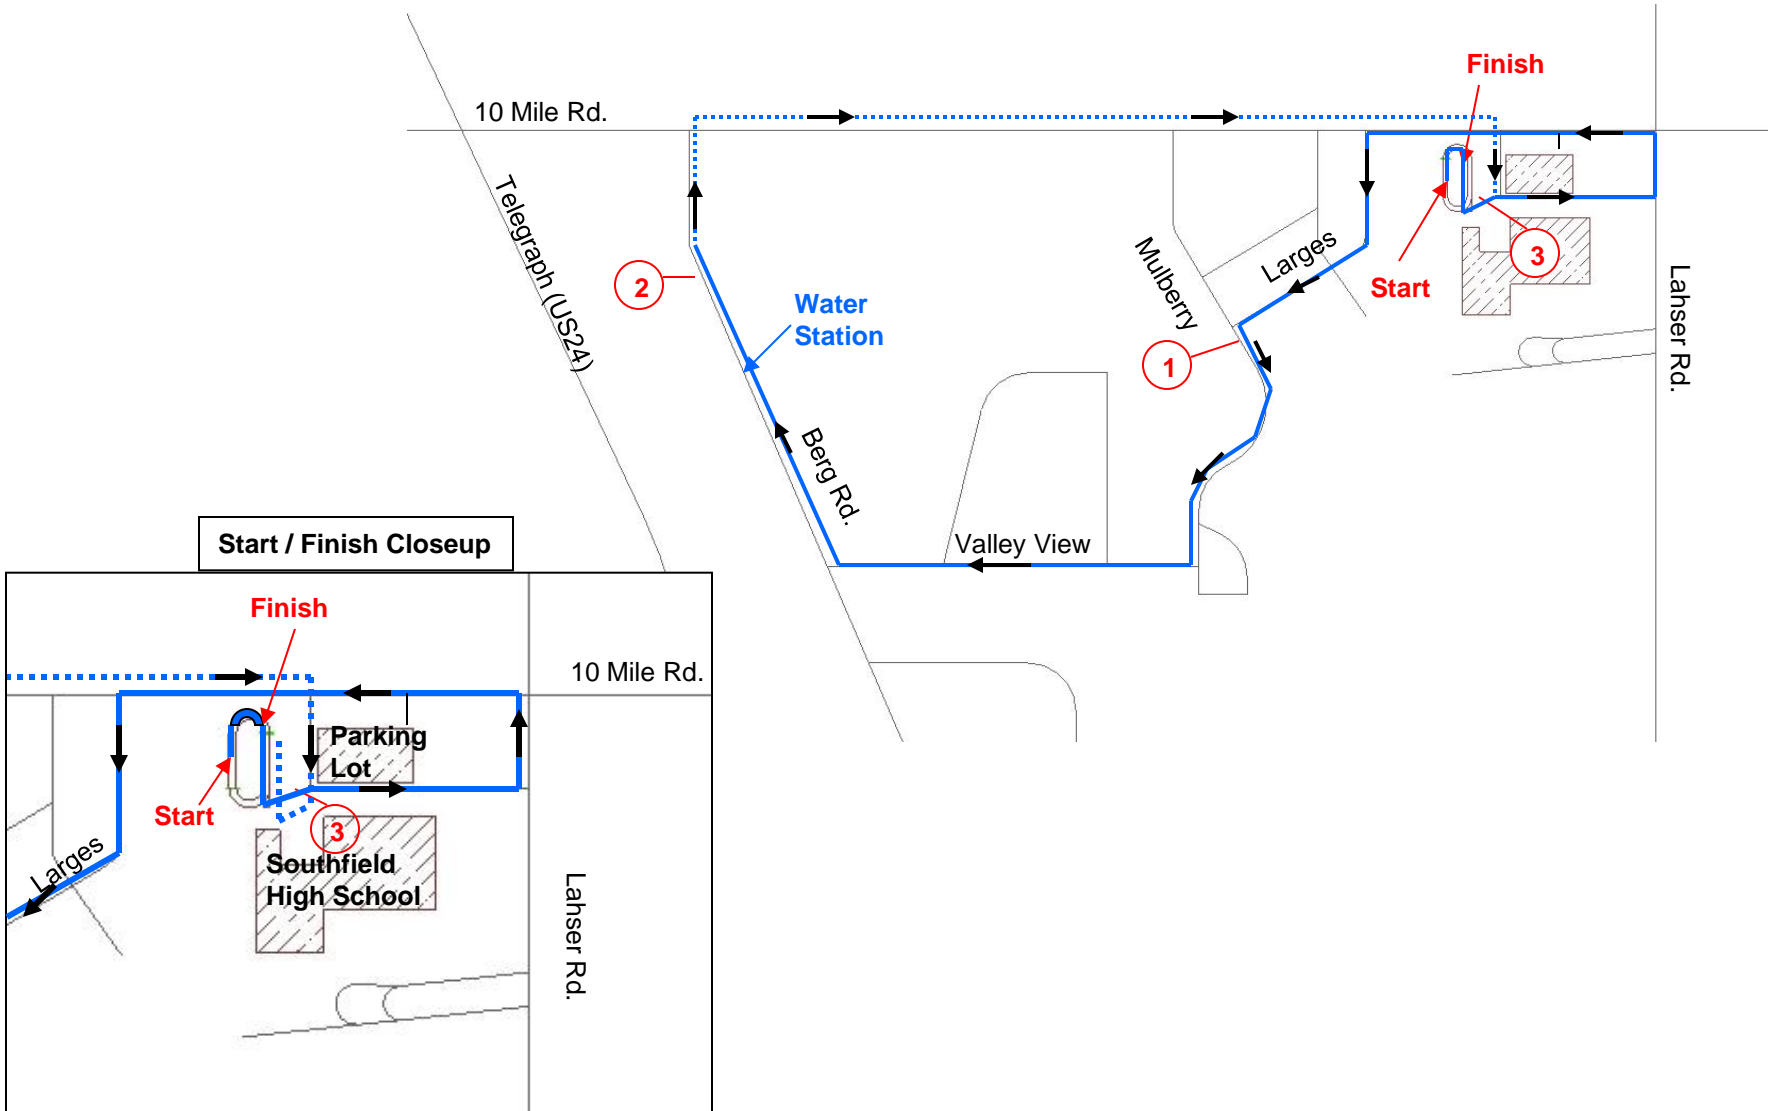 Finish
10 Mile Rd.
Telegraph (US24)
Mulberry
Larges
Start
3
Lahser Rd.
2
Water
Station
1
Berg Rd.
Valley View
Start / Finish Closeup
Finish
10 Mile Rd.
Parking
Lot
Start
3
Larges
Southfield
High School
Lahser Rd.